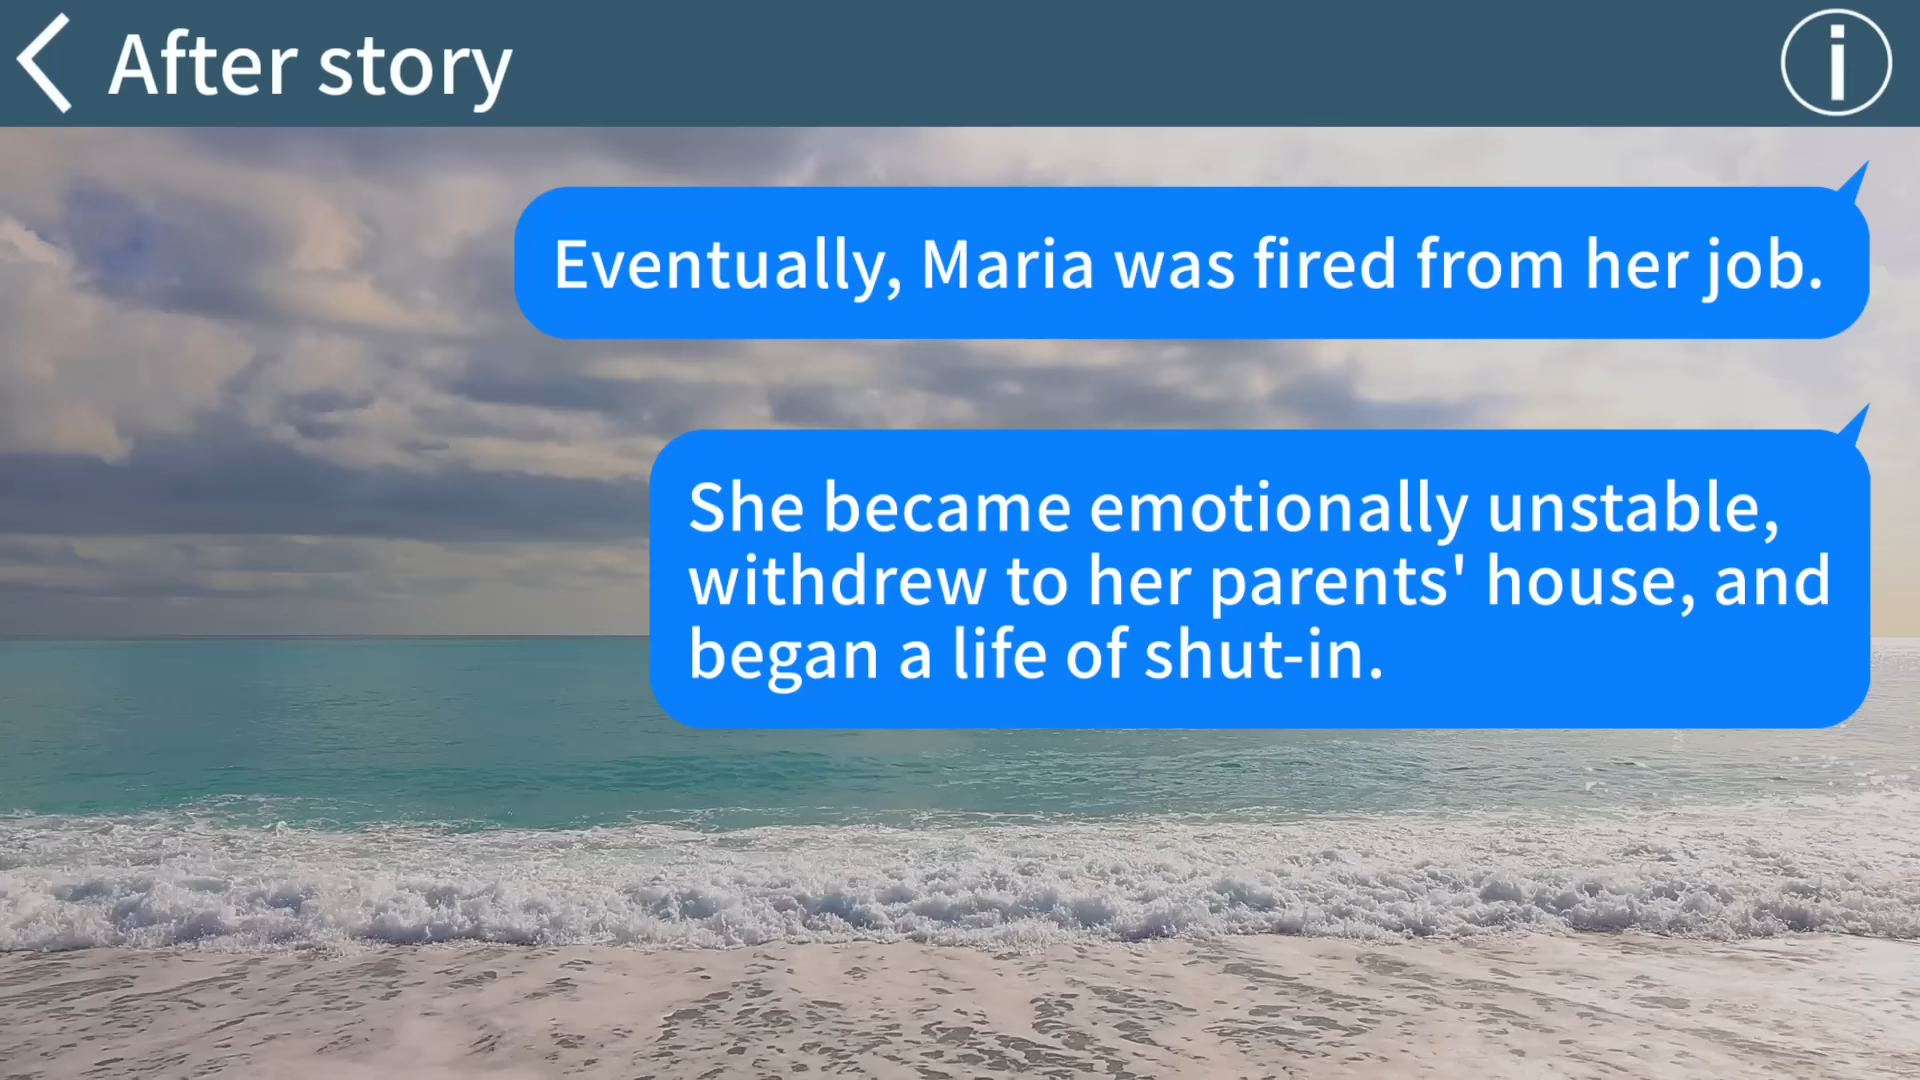 After story
Eventually, Maria was fired from her job.
She became emotionally unstable,
withdrew to her parents' house, and
began a life of shut-in.